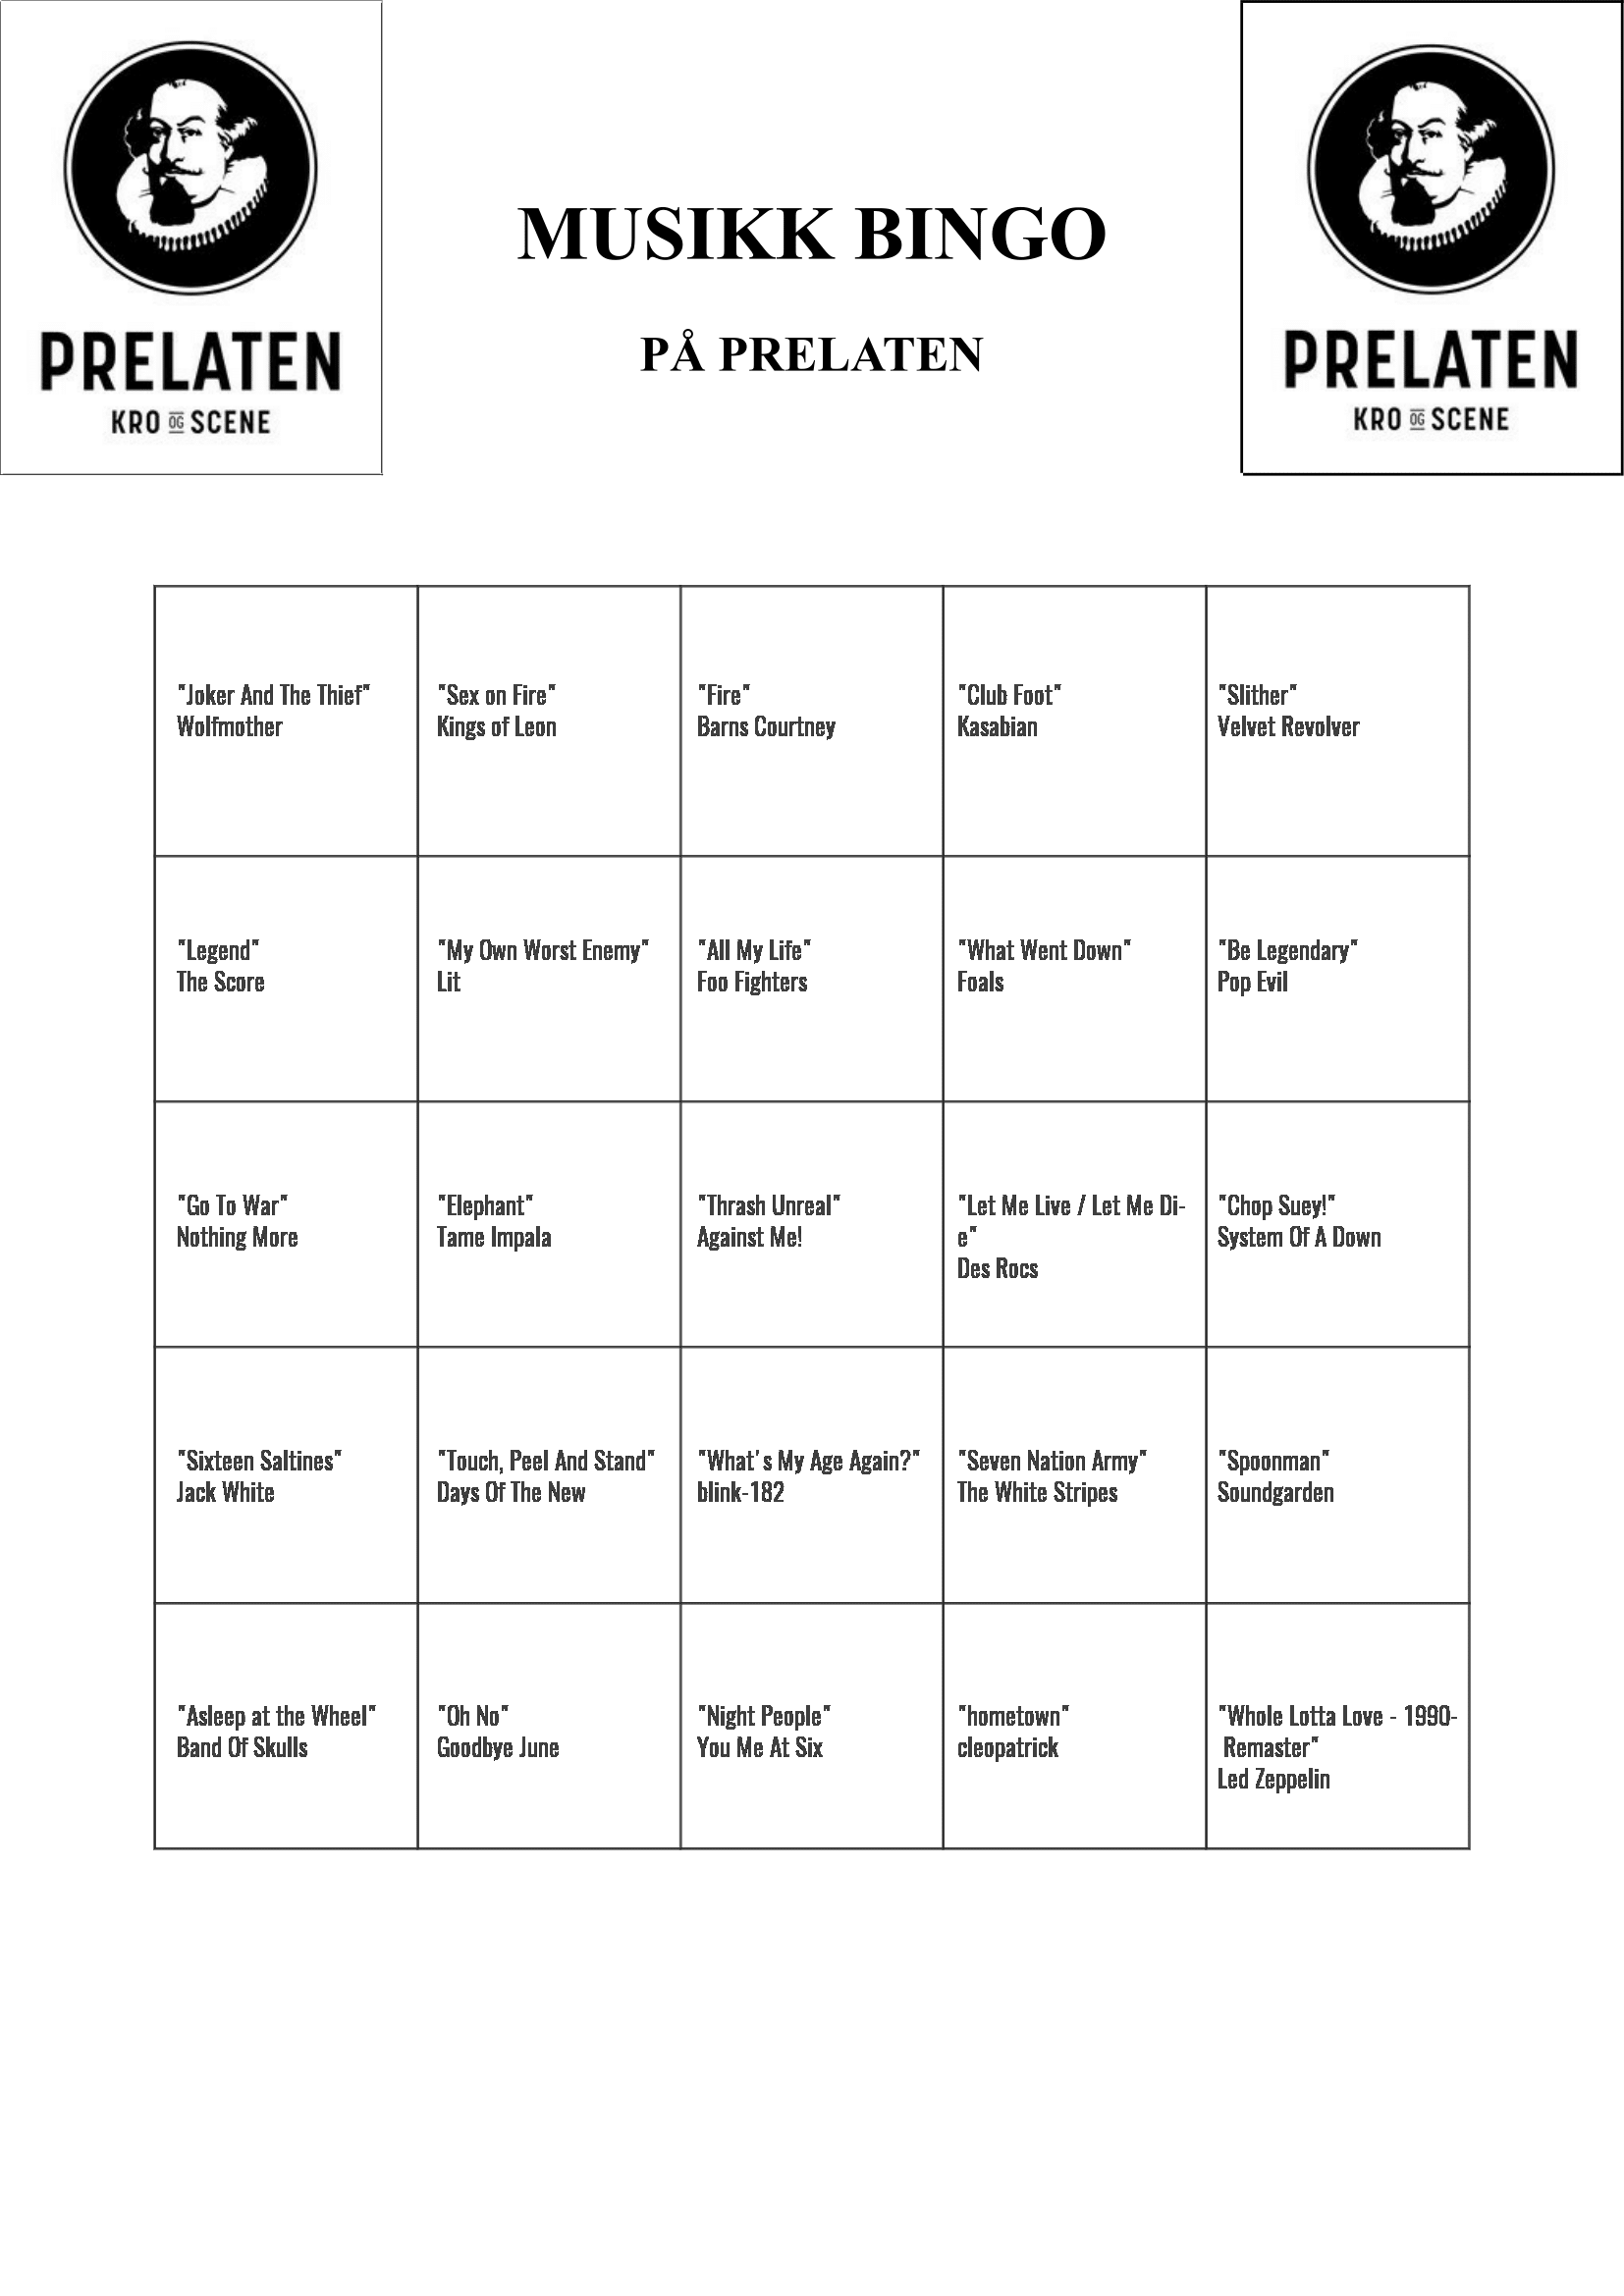 PRELATEN
KRO OG SCENE
MUSIKK BINGO
PÅ PRELATEN
PRELATEN
KRO OG SCENE
"Joker And The Thief"
Wolfmother
"Sex on Fire"
Kings of Leon
"Fire"
Barns Courtney
"Club Foot"
Kasabian
"Slither"
Velvet Revolver
"Legend"
The Score
"My Own Worst Enemy"
Lit
"All My Life"
Foo Fighters
"What Went Down"
Foals
"Be Legendary"
Pop Evil
"Go To War"
Nothing More
"Elephant"
Tame Impala
"Thrash Unreal"
Against Me!
"Let Me Live / Let Me Di-
e"
Des Rocs
"Chop Suey!"
System Of A Down
"Sixteen Saltines"
Jack White
"Touch, Peel And Stand"
Days Of The New
"What's My Age Again?"
blink-182
"Seven Nation Army"
The White Stripes
"Spoonman"
Soundgarden
"Asleep at the Wheel"
Band Of Skulls
"Oh No"
Goodbye June
"Night People"
You Me At Six
"hometown"
cleopatrick
"Whole Lotta Love - 1990-
Remaster"
Led Zeppelin